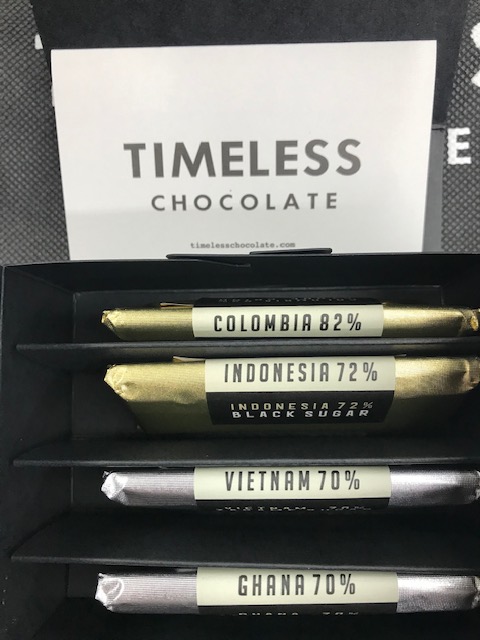 TIMELESS
CHOCOLATE
timelesschocolate.com
E
COLOMBIA 82%
INDONESIA 72%
INDONESIA 72%
BLACK SUGAR
VIETNAM 70%
GHANA 70%